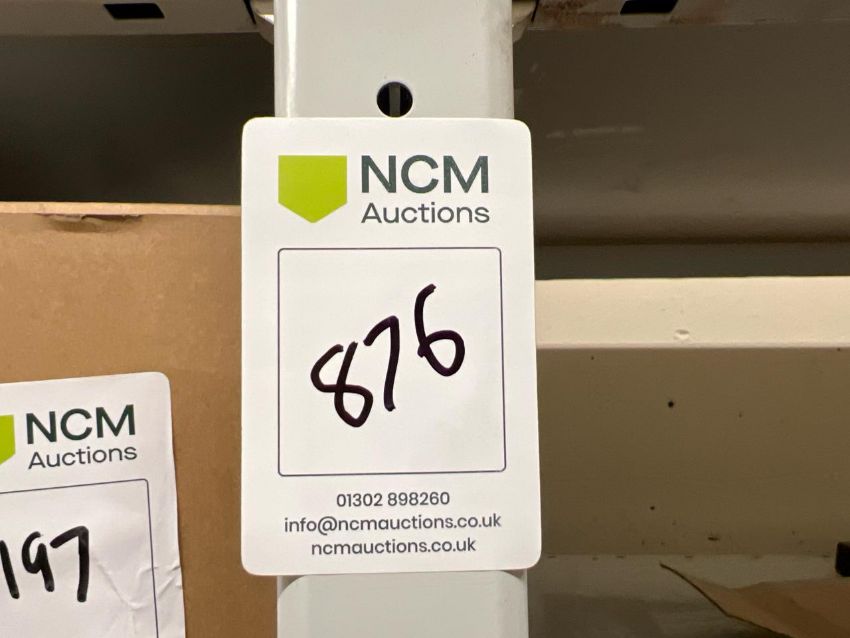 NCM
Auctions
876
01302 898260
info@ncmauctions.co.uk
ncmauctions.co.uk
NCM
Auctions
197